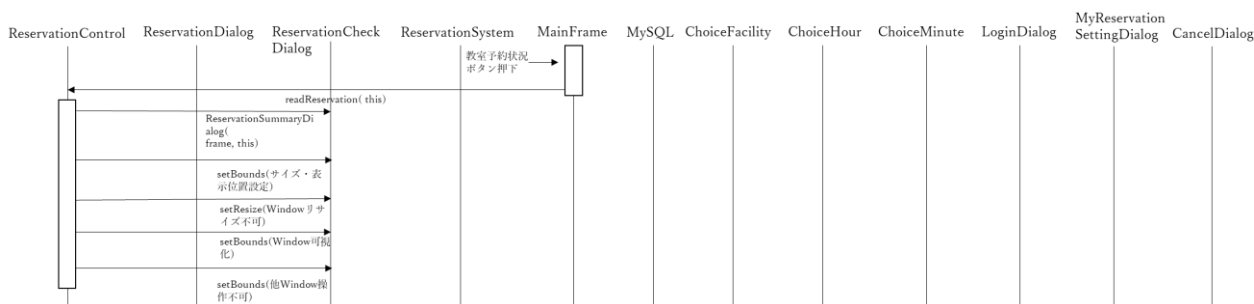 ReservationControl
ReservationDialog
ReservationCheck
Dialog
ReservationSystem
MainFrame
MySQL
ChoiceFacility
ChoiceHour
ChoiceMinute
LoginDialog
MyReservation
SettingDialog
CancelDialog
教室予約状況
ボタン押下
readReservation( this)
ReservationSummaryDi
alog(
frame, this)
setBounds(サイズ・表
示位置設定)
setResize(Windowリサ
イズ不可)
setBounds(Window可視
化)
setBounds(他Window操
作不可)